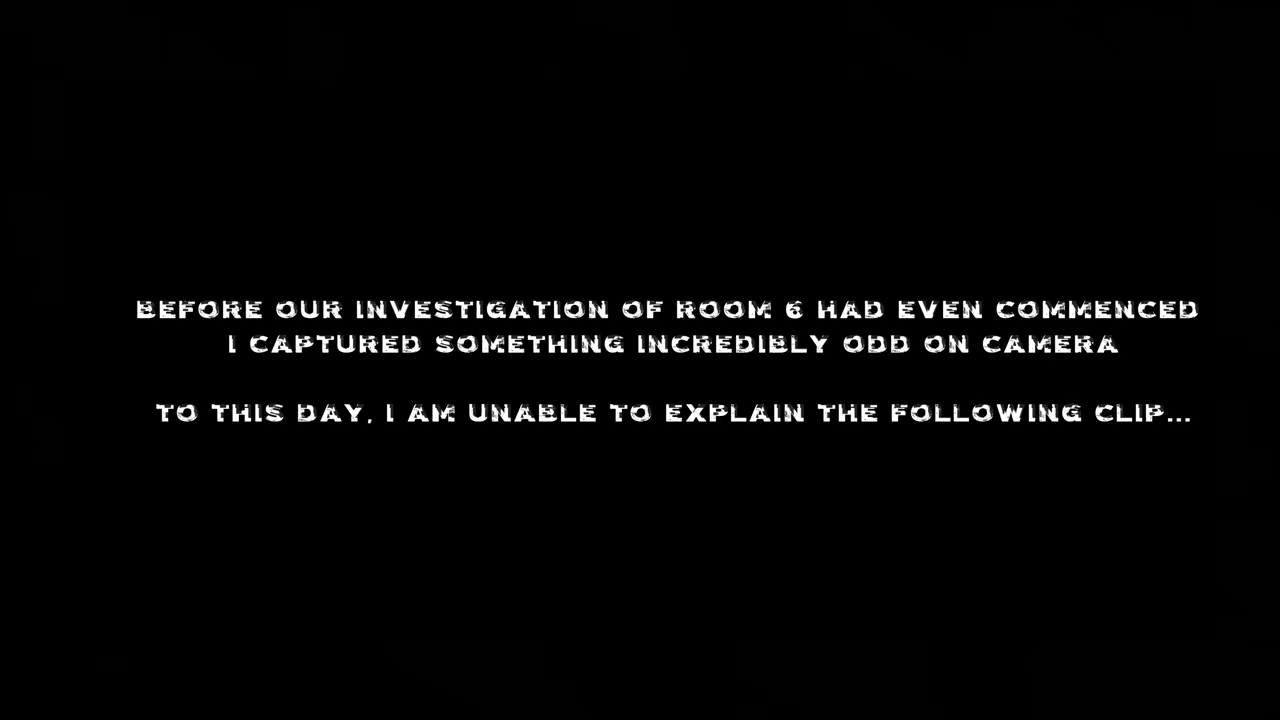 BEFORE OUR INVESTIGATION OF ROOM 6 HAD EVEN COMMENCED
I CAPTURED SOMETHING INCREDIBLY ODD ON CAMERA
TO THIS DAY, I AM UNABLE TO EXPLAIN THE FOLLOWING CLIP...